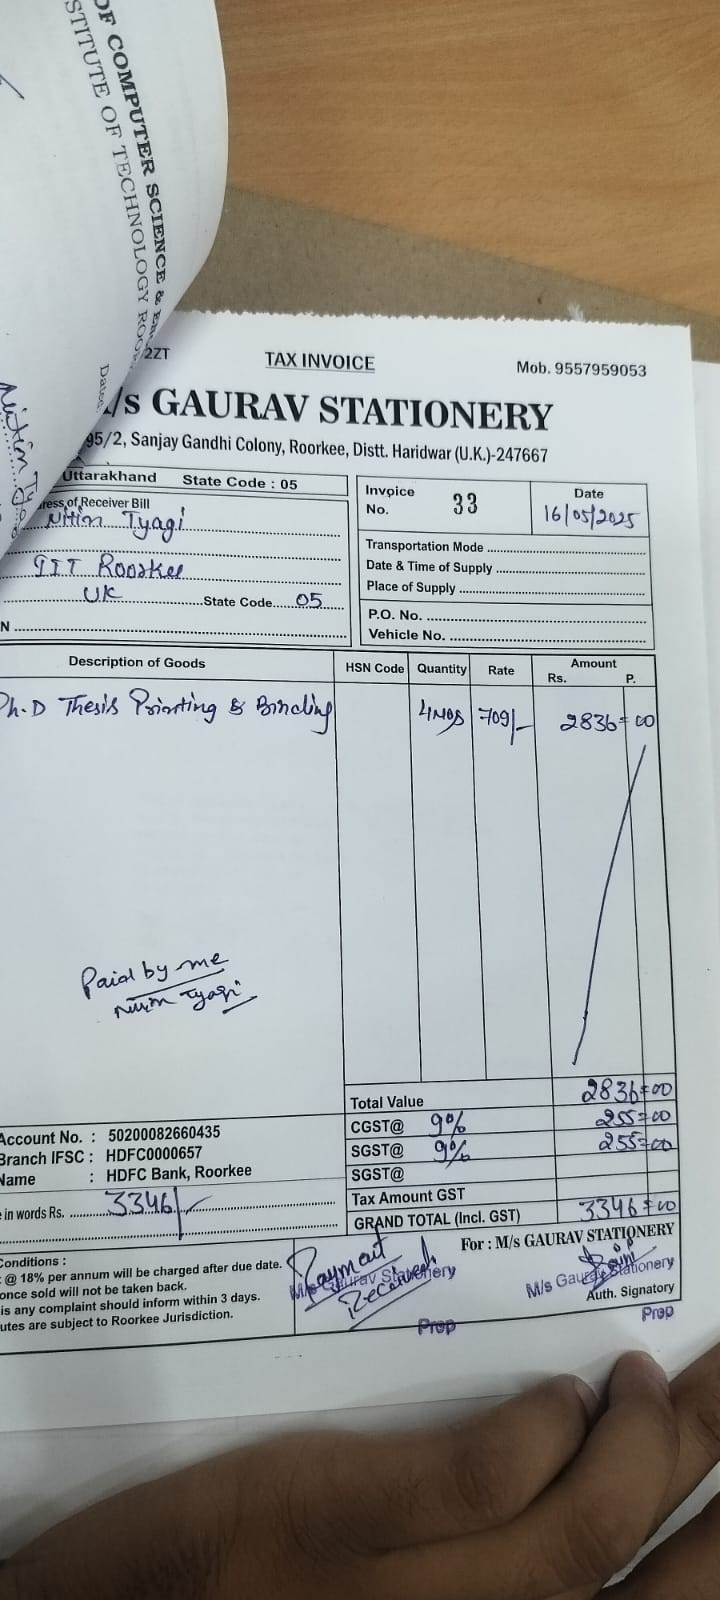 OF COMPUTER SCIENCE &
STITUTE OF TECHNOLOGY ROO
Dated
Nitin Tya
2ZT
TAX INVOICE
Mob. 9557959053
/s GAURAV STATIONERY
95/2, Sanjay Gandhi Colony, Roorkee, Distt. Haridwar (U.K.)-247667
Uttarakhand State Code : 05
ress of Receiver Bill
Nitin Tyagi
IIT Roorkee
UK State Code 05
N
Invoice No. 33
Date
16/05/2025
Transportation Mode
Date & Time of Supply
Place of Supply
P.O. No.
Vehicle No.
Description of Goods HSN Code Quantity Rate Amount
Rs. P.
Ph.D Thesis Printing & Binding 4 Nos 709/- 2836=00
Paid by me
Nitin Tyagi
Total Value 2836=00
CGST@ 9% 255=00
SGST@ 9% 255=00
SGST@
Tax Amount GST
GRAND TOTAL (Incl. GST) 3346=00
Account No. : 50200082660435
Branch IFSC : HDFC0000657
Name : HDFC Bank, Roorkee
in words Rs. 3346/-
Conditions :
@ 18% per annum will be charged after due date.
once sold will not be taken back.
is any complaint should inform within 3 days.
utes are subject to Roorkee Jurisdiction.
Payment
M/s Gaurav Stationery
Received
Prop
For : M/s GAURAV STATIONERY
M/s Gaurav Stationery
Auth. Signatory
Prop